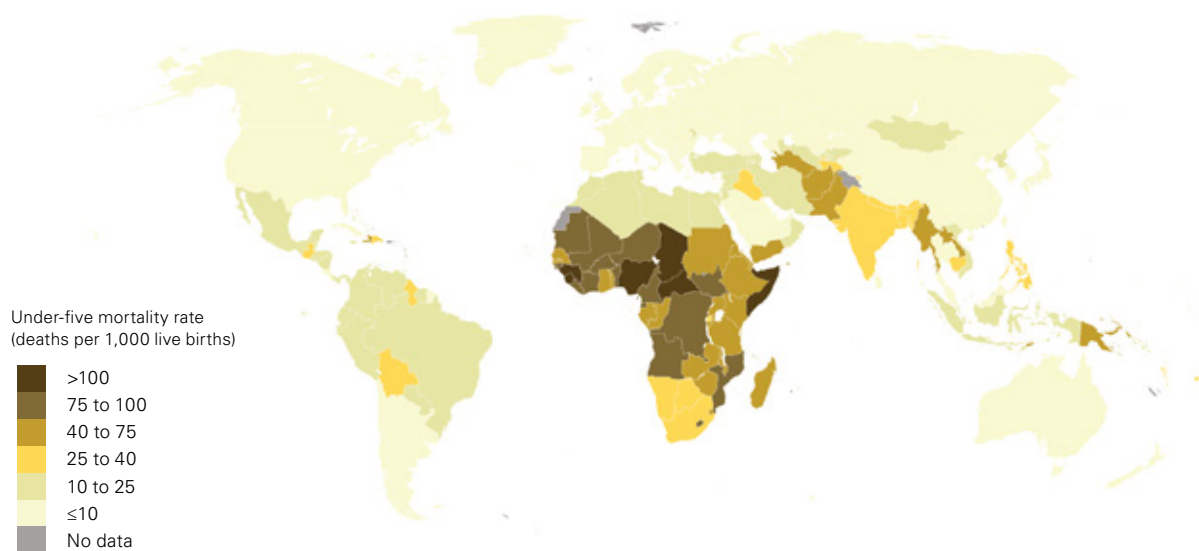 Under-five mortality rate
(deaths per 1,000 live births)
>100
75 to 100
40 to 75
25 to 40
10 to 25
≤10
No data